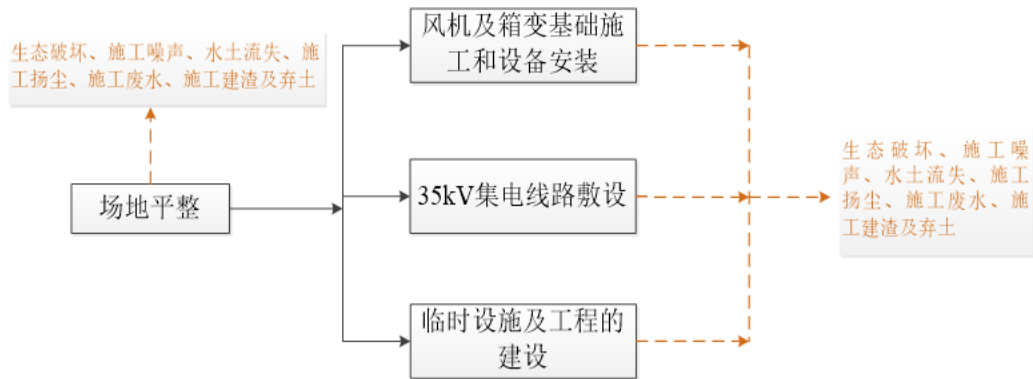 生态破坏、施工噪声、水土流失、施
工扬尘、施工废水、施工建渣及弃土
场地平整
风机及箱变基础施
工和设备安装
35kV集电线路敷设
临时设施及工程的
建设
生态破坏、施工噪
声、水土流失、施工
扬尘、施工废水、施
工建渣及弃土